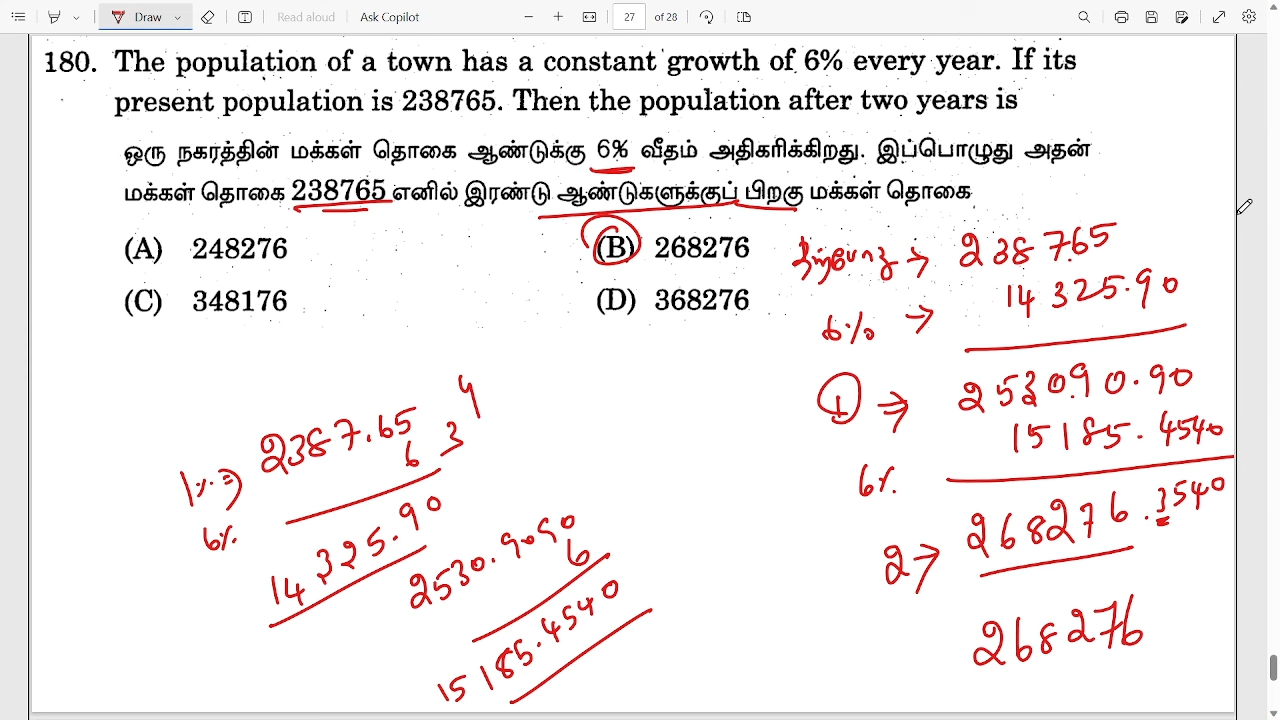 Draw
Read aloud
Ask Copilot
27 of 28
180. The population of a town has a constant growth of 6% every year. If its
present population is 238765. Then the population after two years is
ஒரு நகரத்தின் மக்கள் தொகை ஆண்டுக்கு 6% வீதம் அதிகரிக்கிறது. இப்பொழுது அதன்
மக்கள் தொகை 238765 எனில் இரண்டு ஆண்டுகளுக்குப் பிறகு மக்கள் தொகை
(A) 248276 (B) 268276
(C) 348176 (D) 368276
தற்போது → 238765
6% → 14325.90
1 ⇒ 253090.90
6% 15185.4540
2 → 268276.3540
268276
1% ⇒ 2387.65
6 3 4
6% 14325.90
2530.9090
6
15185.4540